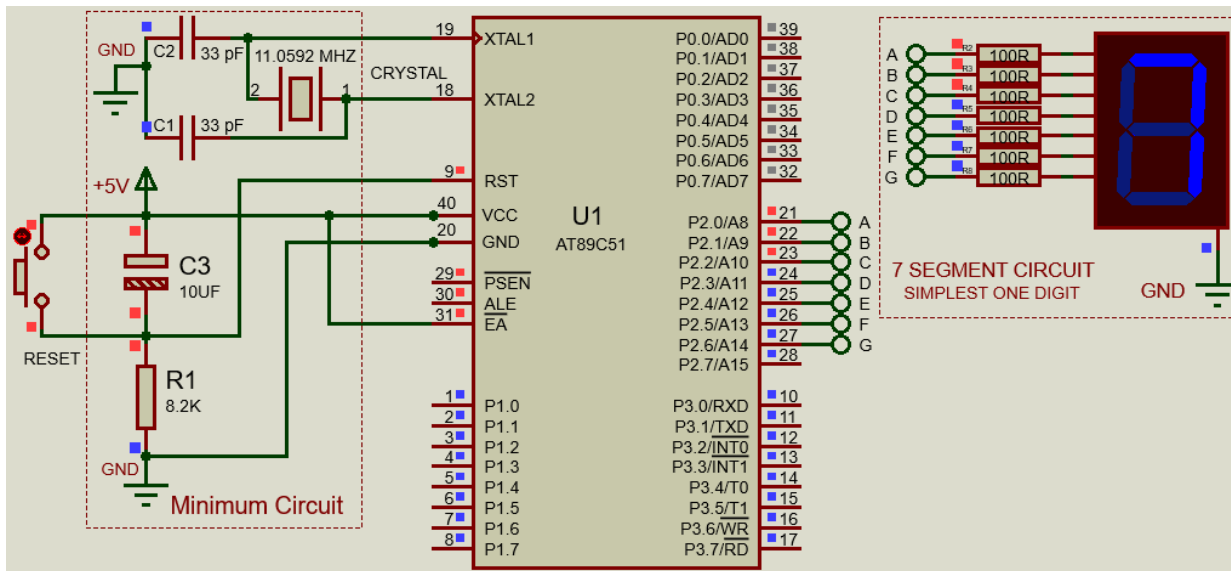 GND
C2
33 pF
11.0592 MHZ
CRYSTAL
2
1
C1
33 pF
+5V
C3
10UF
RESET
R1
8.2K
GND
Minimum Circuit
19
XTAL1
18
XTAL2
9
RST
40
VCC
20
GND
29
PSEN
30
ALE
31
EA
1
P1.0
2
P1.1
3
P1.2
4
P1.3
5
P1.4
6
P1.5
7
P1.6
8
P1.7
U1
AT89C51
P0.0/AD0
39
P0.1/AD1
38
P0.2/AD2
37
P0.3/AD3
36
P0.4/AD4
35
P0.5/AD5
34
P0.6/AD6
33
P0.7/AD7
32
P2.0/A8
21
A
P2.1/A9
22
B
P2.2/A10
23
C
P2.3/A11
24
D
P2.4/A12
25
E
P2.5/A13
26
F
P2.6/A14
27
G
P2.7/A15
28
P3.0/RXD
10
P3.1/TXD
11
P3.2/INT0
12
P3.3/INT1
13
P3.4/T0
14
P3.5/T1
15
P3.6/WR
16
P3.7/RD
17
A
R2
100R
B
R3
100R
C
R4
100R
D
R5
100R
E
R6
100R
F
R7
100R
G
R8
100R
7 SEGMENT CIRCUIT
SIMPLEST ONE DIGIT
GND